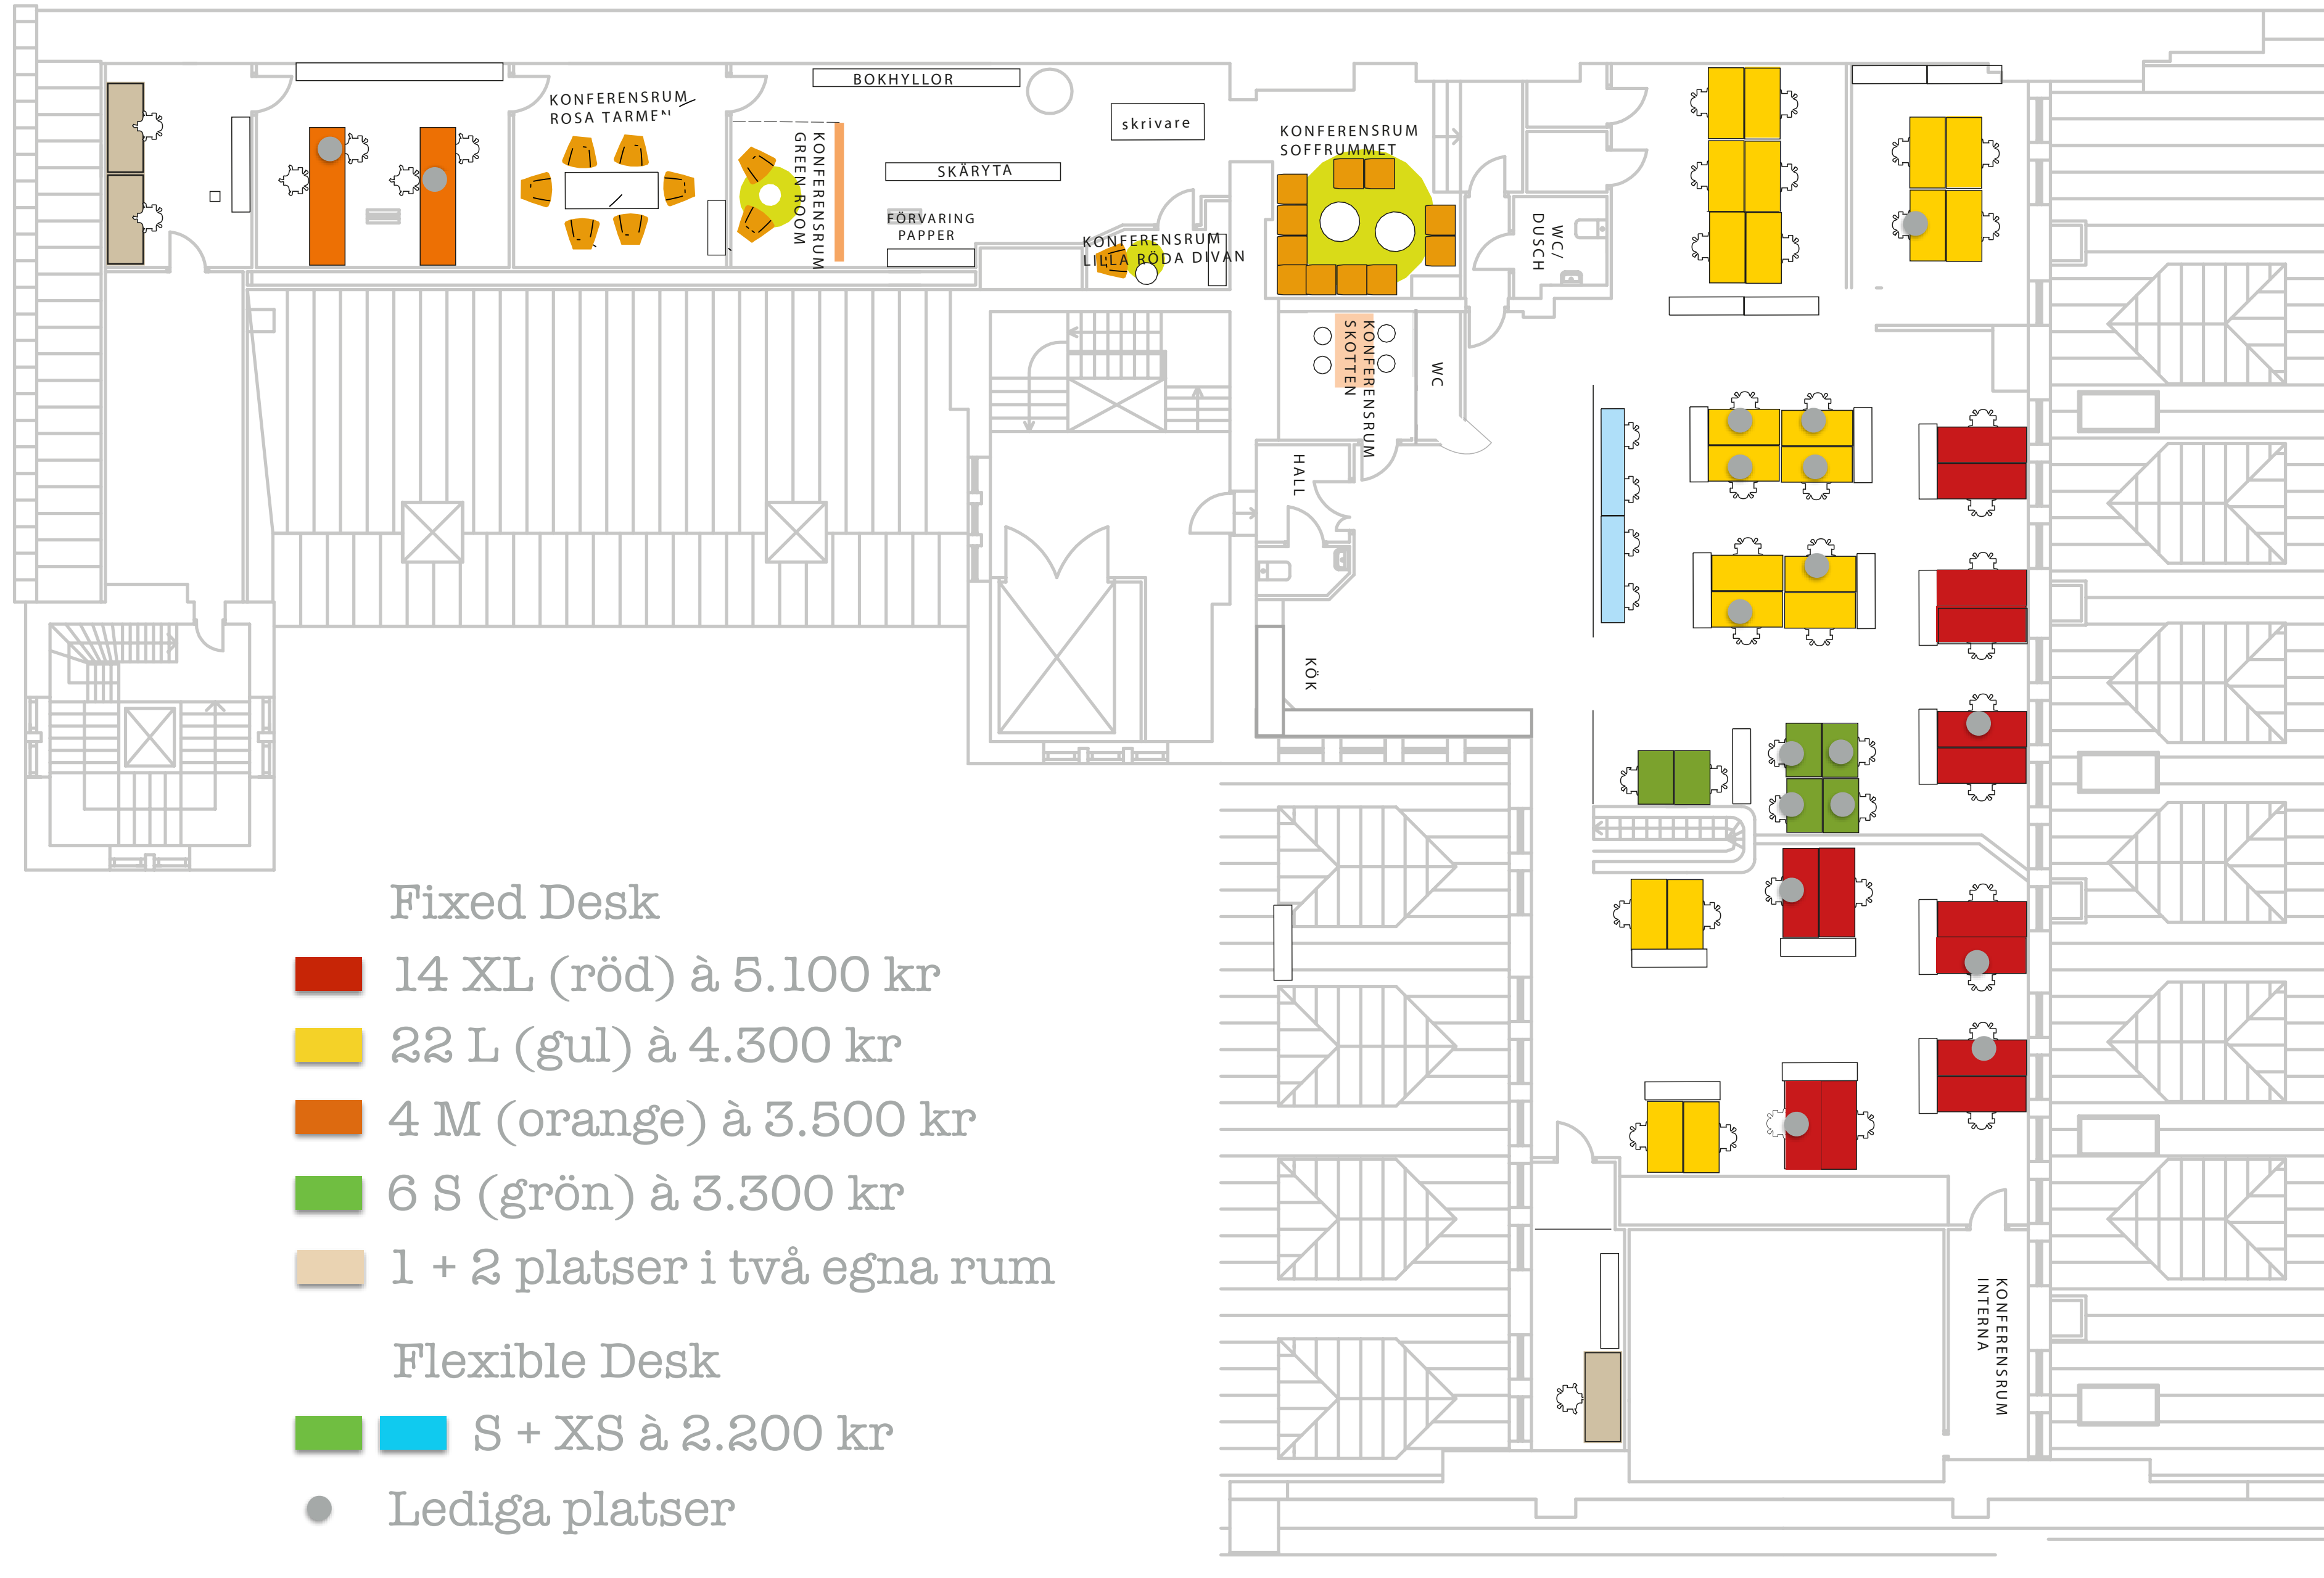 BOKHYLLOR
KONFERENSRUM
ROSA TARMEN
skrivare
KONFERENSRUM
GREEN ROOM
SKÄRYTA
FÖRVARING
PAPPER
KONFERENSRUM
LILLA RÖDA DIVAN
KONFERENSRUM
SOFFRUMMET
WC/
DUSCH
KONFERENSRUM
SKOTTEN
WC
HALL
KÖK
Fixed Desk
14 XL (röd) à 5.100 kr
22 L (gul) à 4.300 kr
4 M (orange) à 3.500 kr
6 S (grön) à 3.300 kr
1 + 2 platser i två egna rum
Flexible Desk
S + XS à 2.200 kr
Lediga platser
KONFERENSRUM
INTERNA